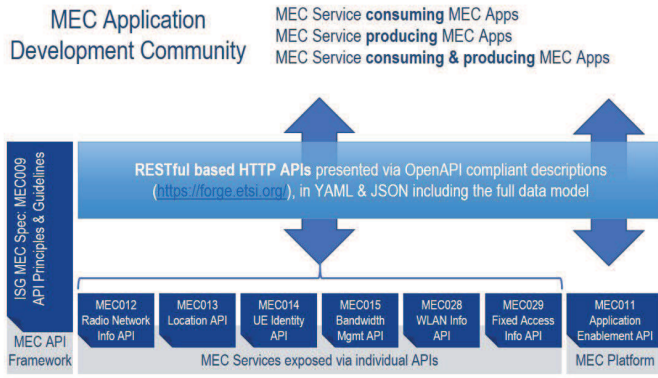 MEC Application
Development Community
MEC Service consuming MEC Apps
MEC Service producing MEC Apps
MEC Service consuming & producing MEC Apps
ISG MEC Spec: MEC009
API Principles & Guidelines
RESTful based HTTP APIs presented via OpenAPI compliant descriptions
(https://forge.etsi.org/), in YAML & JSON including the full data model
MEC012
Radio Network
Info API
MEC013
Location API
MEC014
UE Identity
API
MEC015
Bandwidth
Mgmt API
MEC028
WLAN Info
API
MEC029
Fixed Access
Info API
MEC011
Application
Enablement API
MEC API
Framework
MEC Services exposed via individual APIs
MEC Platform